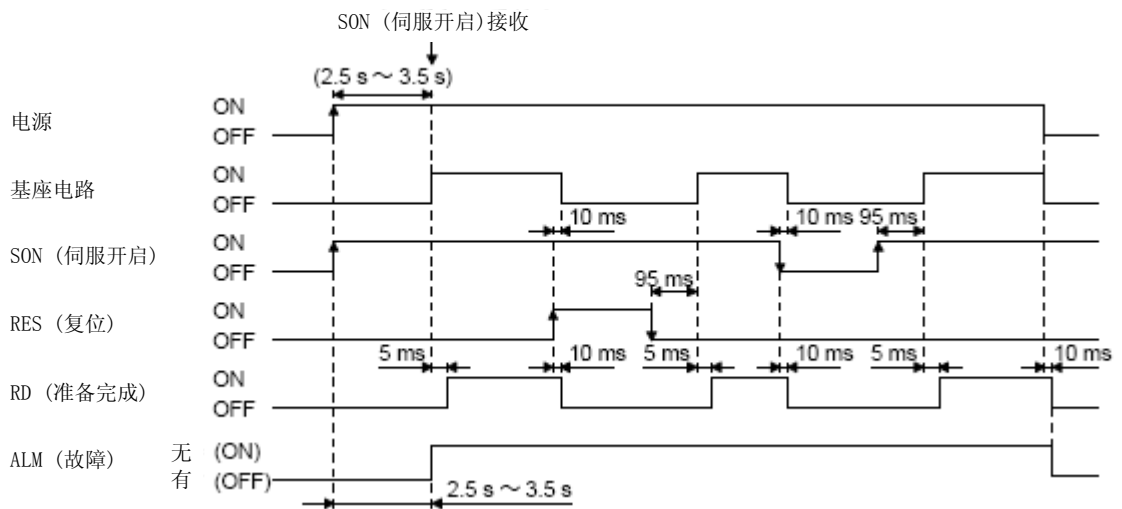 SON (伺服开启)接收
(2.5 s ～ 3.5 s)
电源
ON
OFF
基座电路
ON
OFF
10 ms
10 ms
95 ms
SON (伺服开启)
ON
OFF
95 ms
RES (复位)
ON
OFF
5 ms
10 ms
5 ms
10 ms
5 ms
10 ms
RD (准备完成)
ON
OFF
ALM (故障)
无 (ON)
有 (OFF)
2.5 s ～ 3.5 s